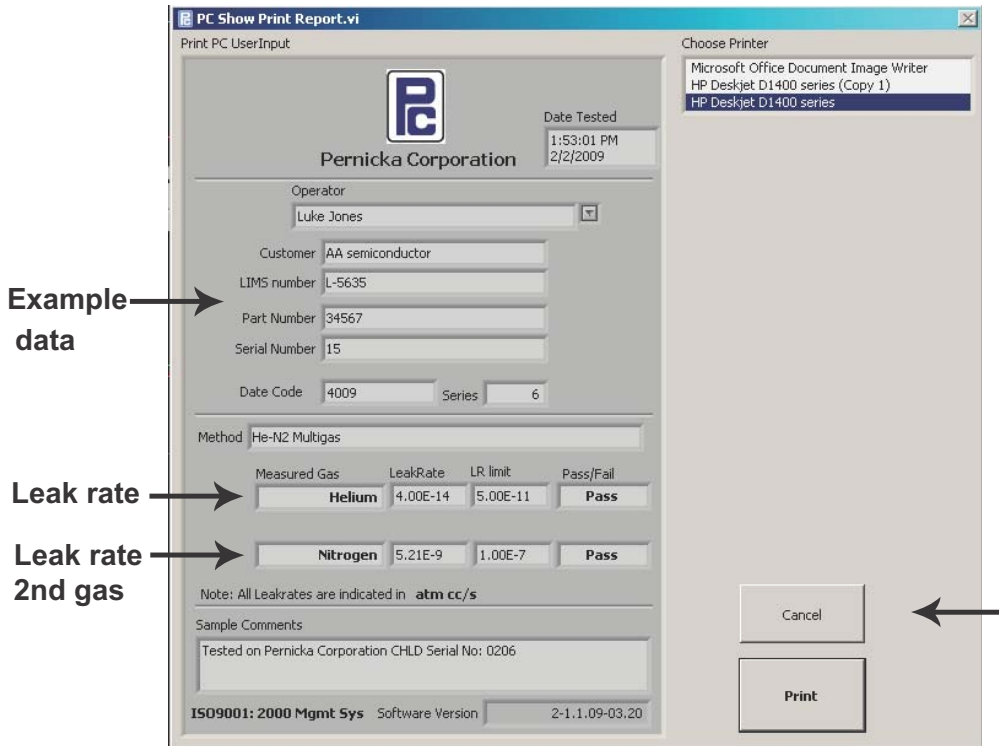 PC Show Print Report.vi
Print PC UserInput
Choose Printer
Microsoft Office Document Image Writer
HP Deskjet D1400 series (Copy 1)
HP Deskjet D1400 series
Pc
Pernicka Corporation
Date Tested
1:53:01 PM
2/2/2009
Operator
Luke Jones
Customer AA semiconductor
LIMS number L-5635
Part Number 34567
Serial Number 15
Date Code 4009 Series 6
Example
data
Method He-N2 Multigas
Measured Gas LeakRate LR limit Pass/Fail
Leak rate
Helium 4.00E-14 5.00E-11 Pass
Leak rate
2nd gas
Nitrogen 5.21E-9 1.00E-7 Pass
Note: All Leakrates are indicated in atm cc/s
Sample Comments
Tested on Pernicka Corporation CHLD Serial No: 0206
ISO9001: 2000 Mgmt Sys Software Version 2-1.1.09-03.20
Cancel
Print